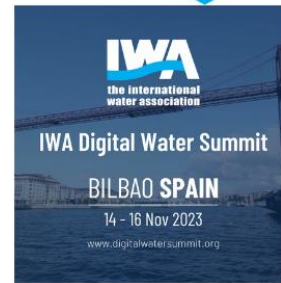 IWA
the international
water association
IWA Digital Water Summit
BILBAO SPAIN
14 - 16 Nov 2023
www.digitalwatersummit.org